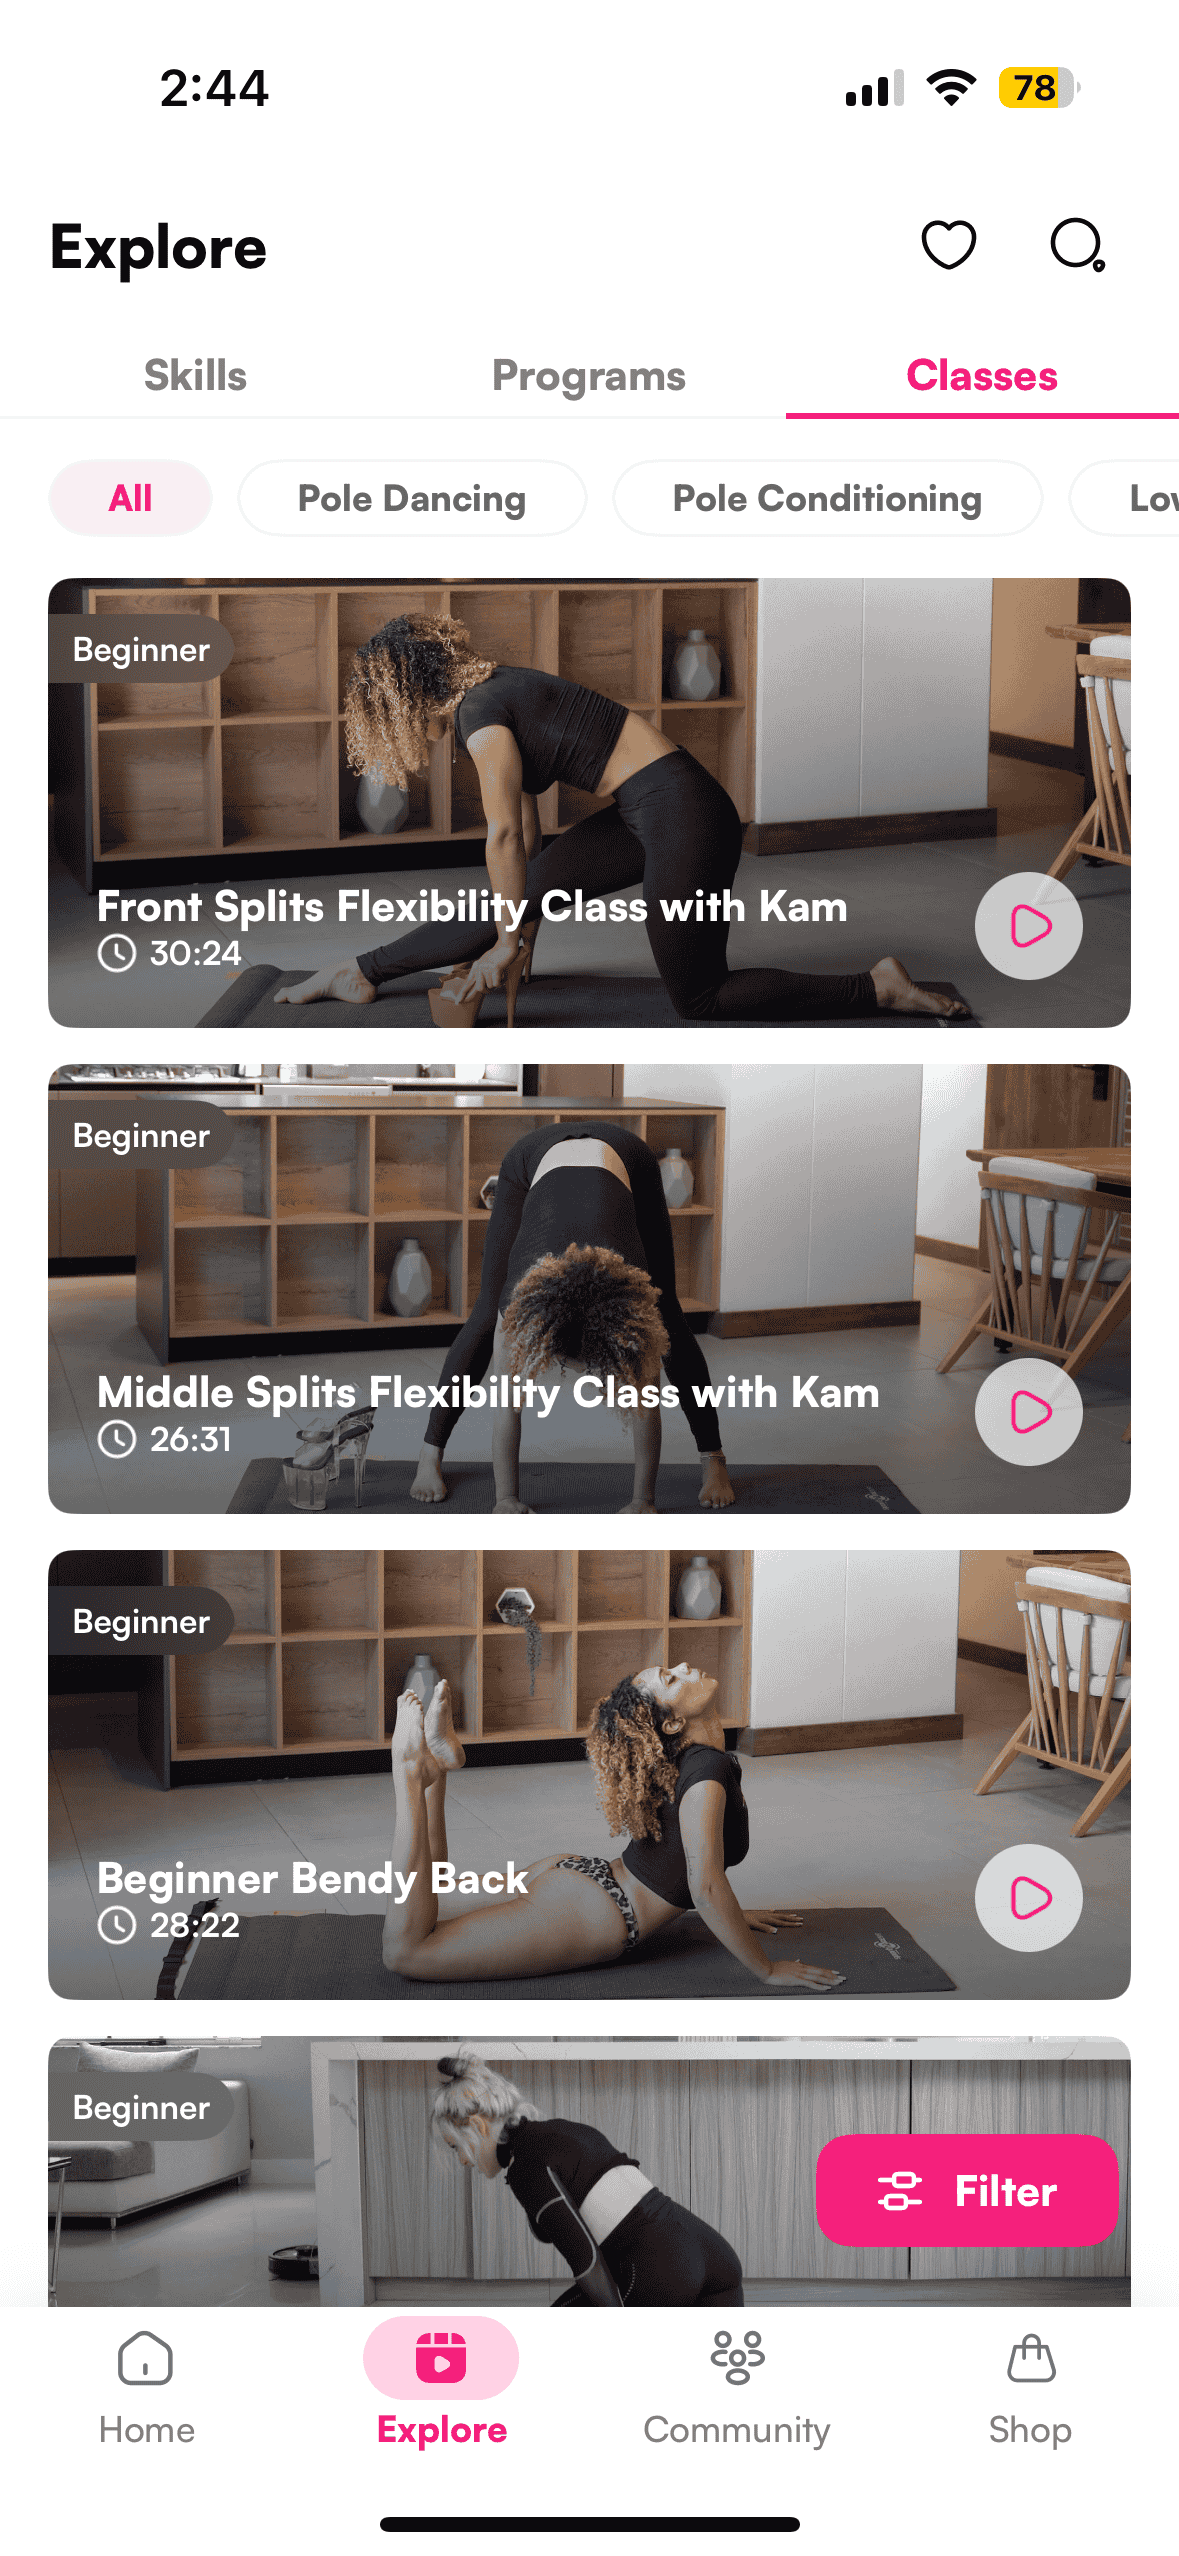 2:44
78
Explore
Skills
Programs
Classes
All
Pole Dancing
Pole Conditioning
Beginner
Front Splits Flexibility Class with Kam
30:24
Beginner
Middle Splits Flexibility Class with Kam
26:31
Beginner
Beginner Bendy Back
28:22
Beginner
Filter
Home
Explore
Community
Shop